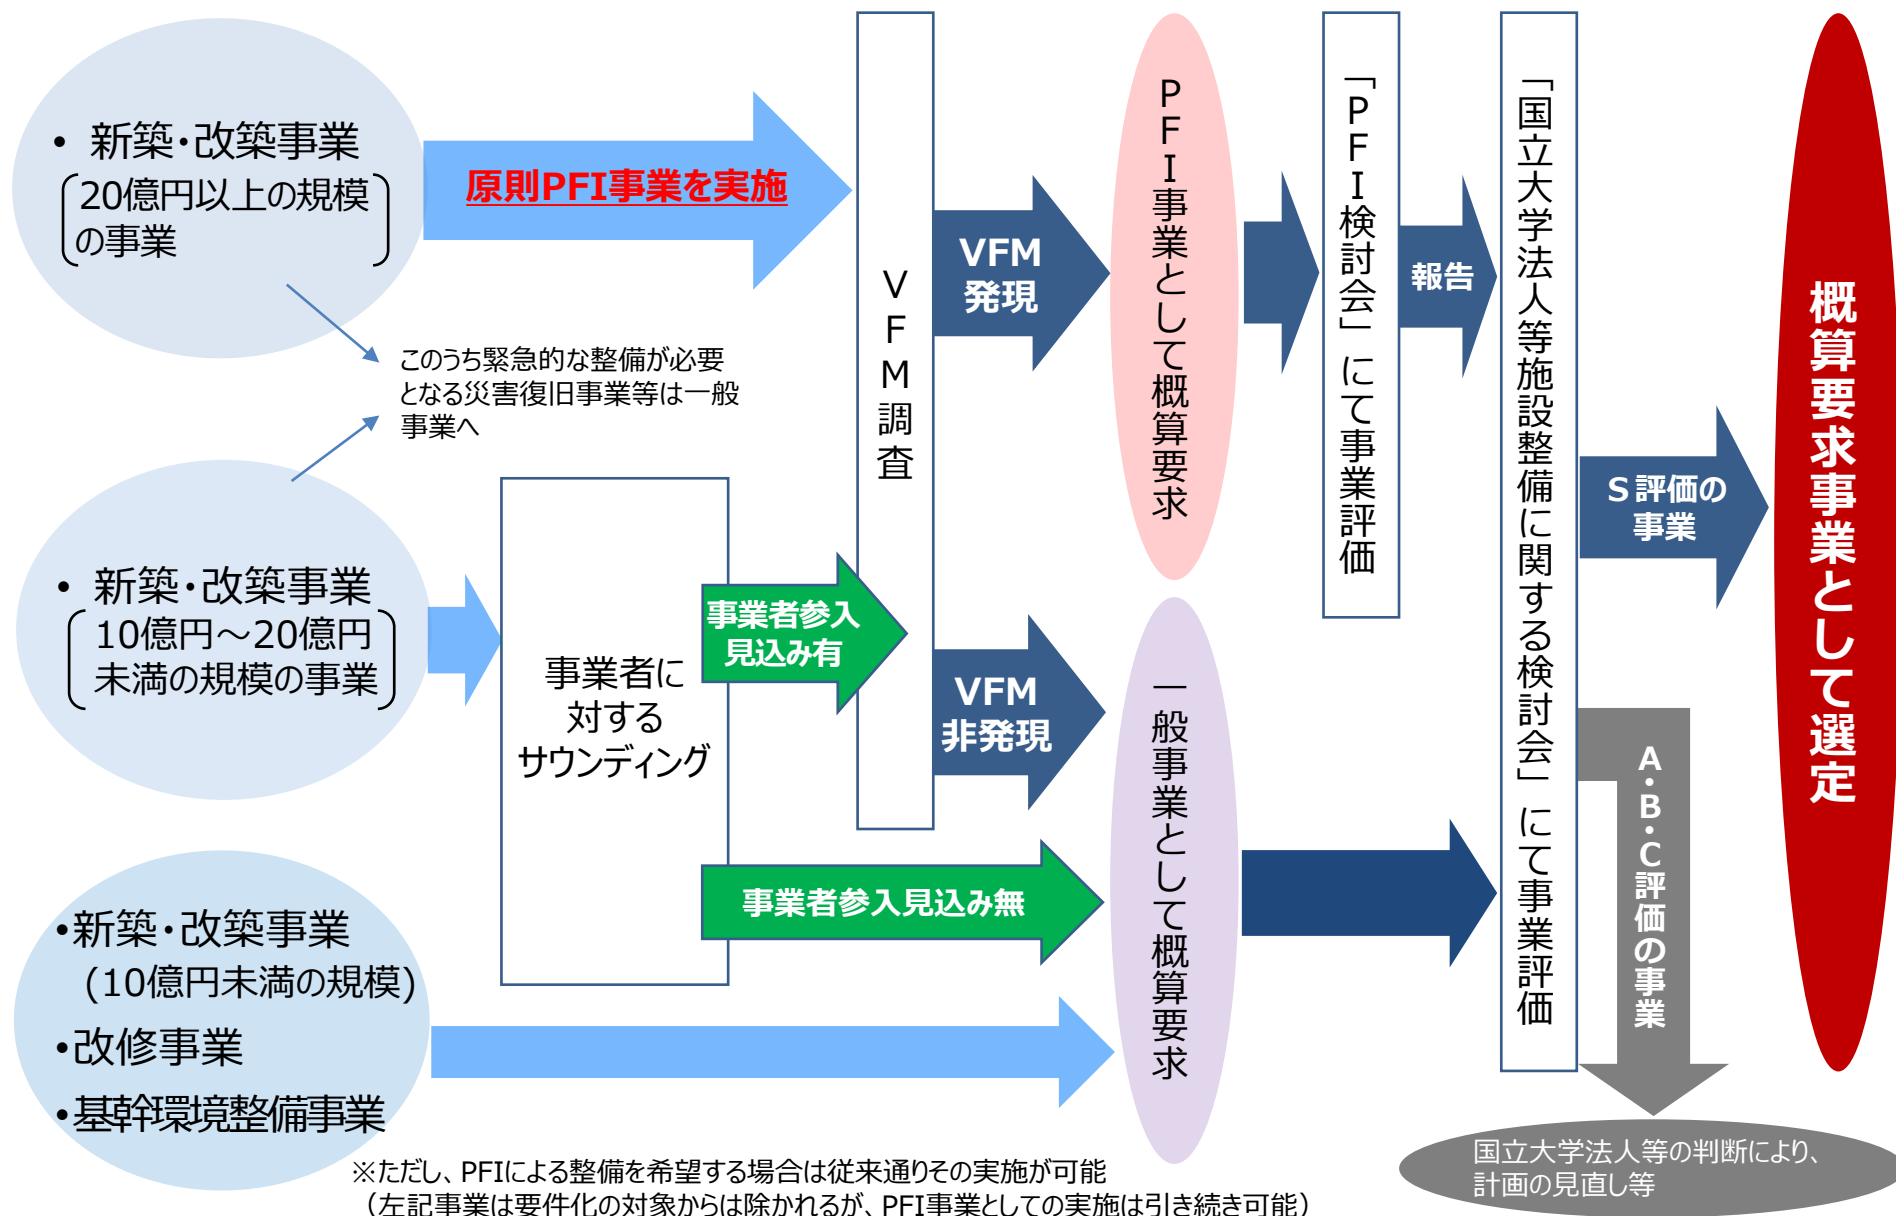 • 新築・改築事業
20億円以上の規模
の事業
原則PFI事業を実施
このうち緊急的な整備が必要
となる災害復旧事業等は一般
事業へ
• 新築・改築事業
10億円～20億円
未満の規模の事業
•新築・改築事業
(10億円未満の規模)
•改修事業
•基幹環境整備事業
事業者に
対する
サウンディング
事業者参入
見込み有
事業者参入見込み無
VFM調査
VFM
発現
VFM
非発現
PFI事業として概算要求
一般事業として概算要求
「PFI検討会」にて事業評価
報告
「国立大学法人等施設整備に関する検討会」にて事業評価
S評価の
事業
A・B・C評価の事業
概算要求事業として選定
国立大学法人等の判断により、
計画の見直し等
※ただし、PFIによる整備を希望する場合は従来通りその実施が可能
（左記事業は要件化の対象からは除かれるが、PFI事業としての実施は引き続き可能）